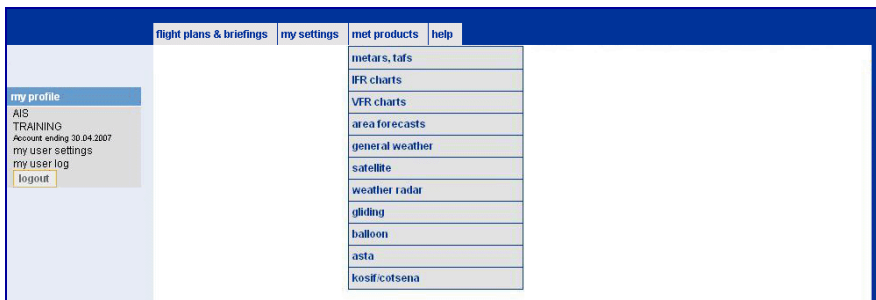 flight plans & briefings my settings met products help
metars, tafs
IFR charts
VFR charts
area forecasts
general weather
satellite
weather radar
gliding
balloon
asta
kosif/cotsena
my profile
AIS
TRAINING
Account ending 30.04.2007
my user settings
my user log
logout